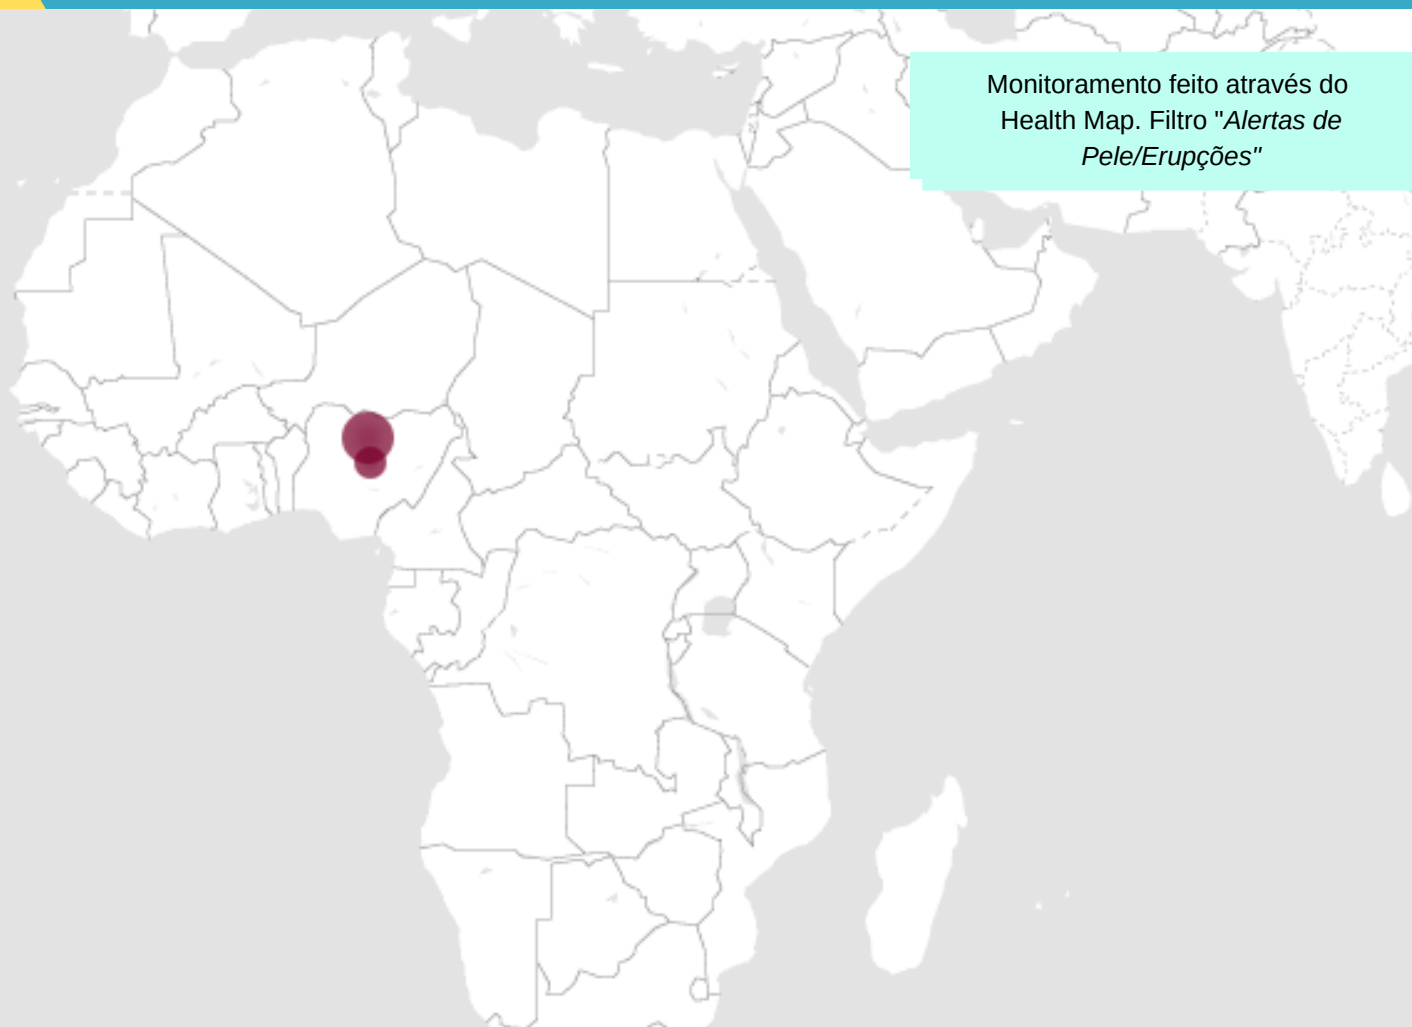 Monitoramento feito através do
Health Map. Filtro "Alertas de
Pele/Erupções"